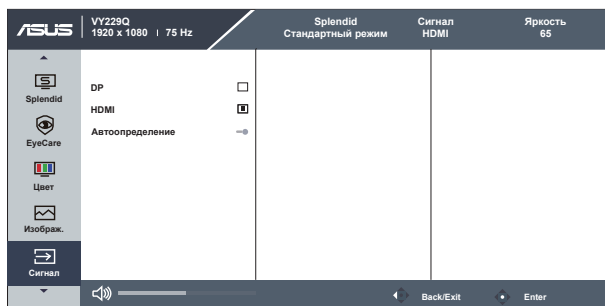 ASUS
VY229Q
1920 x 1080 | 75 Hz
Splendid
Стандартный режим
Сигнал
HDMI
Яркость
65
Splendid
EyeCare
Цвет
Изображ.
Сигнал
DP
HDMI
Автоопределение
Back/Exit
Enter